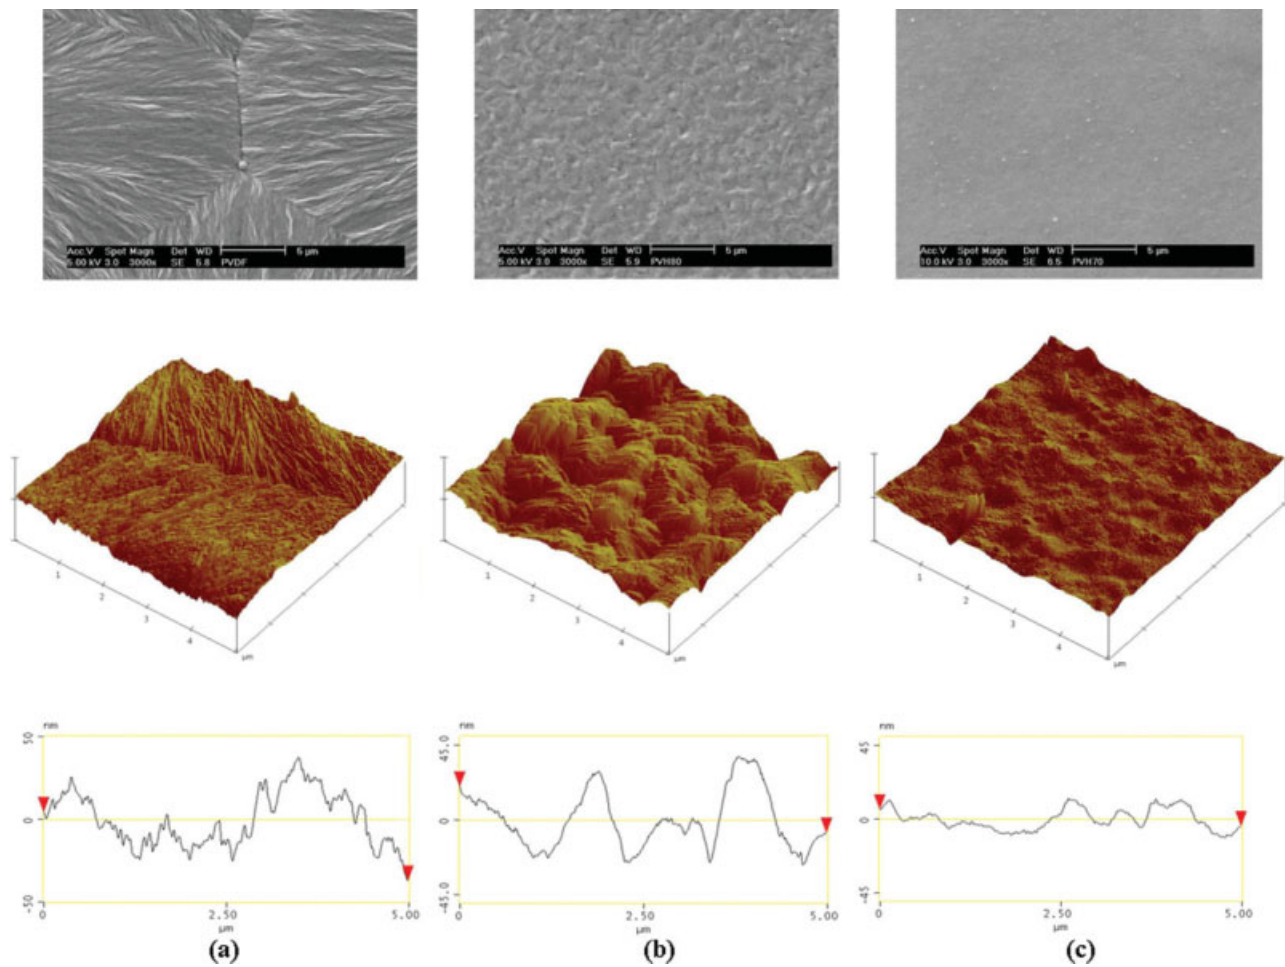 Acc.V Spot Magn Det WD 5 µm
5.00 kV 3.0 3000x SE 5.8 PVDF
Acc.V Spot Magn Det WD 5 µm
5.00 kV 3.0 3000x SE 5.9 PVH80
Acc.V Spot Magn Det WD 5 µm
10.0 kV 3.0 3000x SE 6.5 PVH70
1
2
3
4
µm
1
2
3
4
µm
1
2
3
4
µm
nm
50
0
-50
0 2.50 5.00
µm
nm
45.0
0
-45.0
0 2.50 5.00
µm
nm
45
0
-45
0 2.50 5.00
µm
(a) (b) (c)